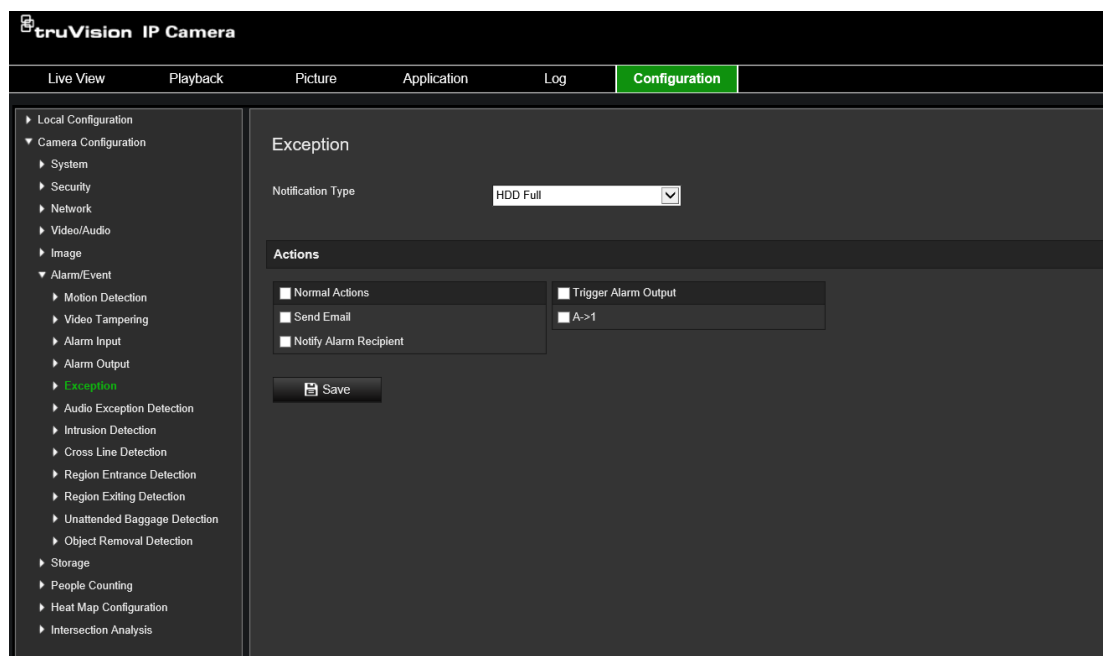 truVision IP Camera
Live View Playback Picture Application Log Configuration
Local Configuration
Camera Configuration
System
Security
Network
Video/Audio
Image
Alarm/Event
Motion Detection
Video Tampering
Alarm Input
Alarm Output
Exception
Audio Exception Detection
Intrusion Detection
Cross Line Detection
Region Entrance Detection
Region Exiting Detection
Unattended Baggage Detection
Object Removal Detection
Storage
People Counting
Heat Map Configuration
Intersection Analysis
Exception
Notification Type HDD Full
Actions
Normal Actions Trigger Alarm Output
Send Email A->1
Notify Alarm Recipient
Save